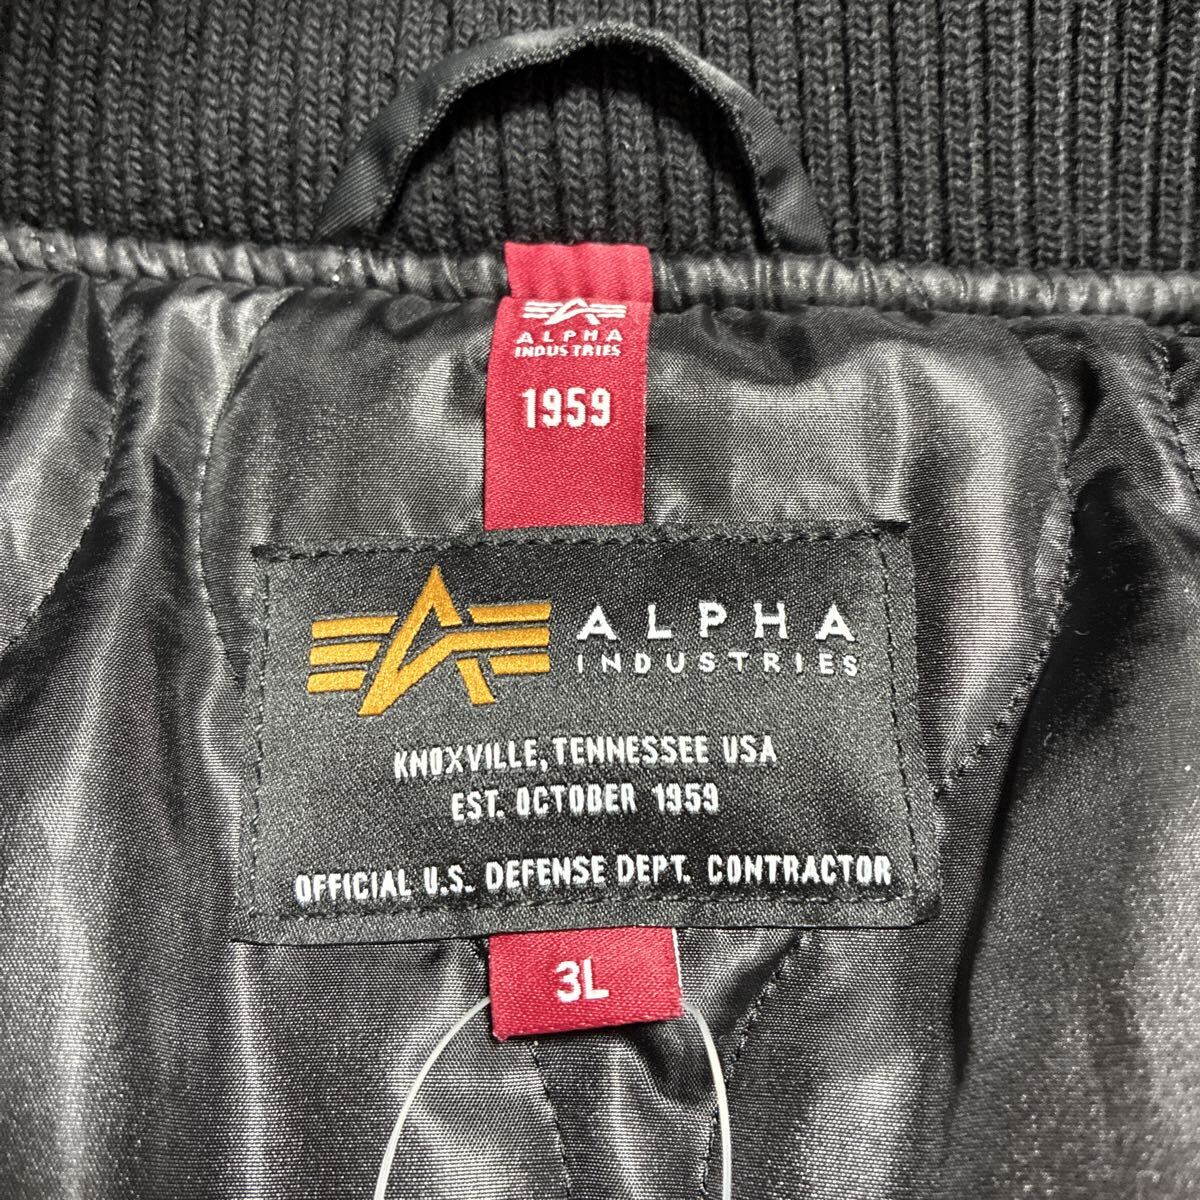 ALPHA
INDUSTRIES
1959
ALPHA
INDUSTRIES
KNOXVILLE, TENNESSEE USA
EST. OCTOBER 1959
OFFICIAL U.S. DEFENSE DEPT. CONTRACTOR
3L